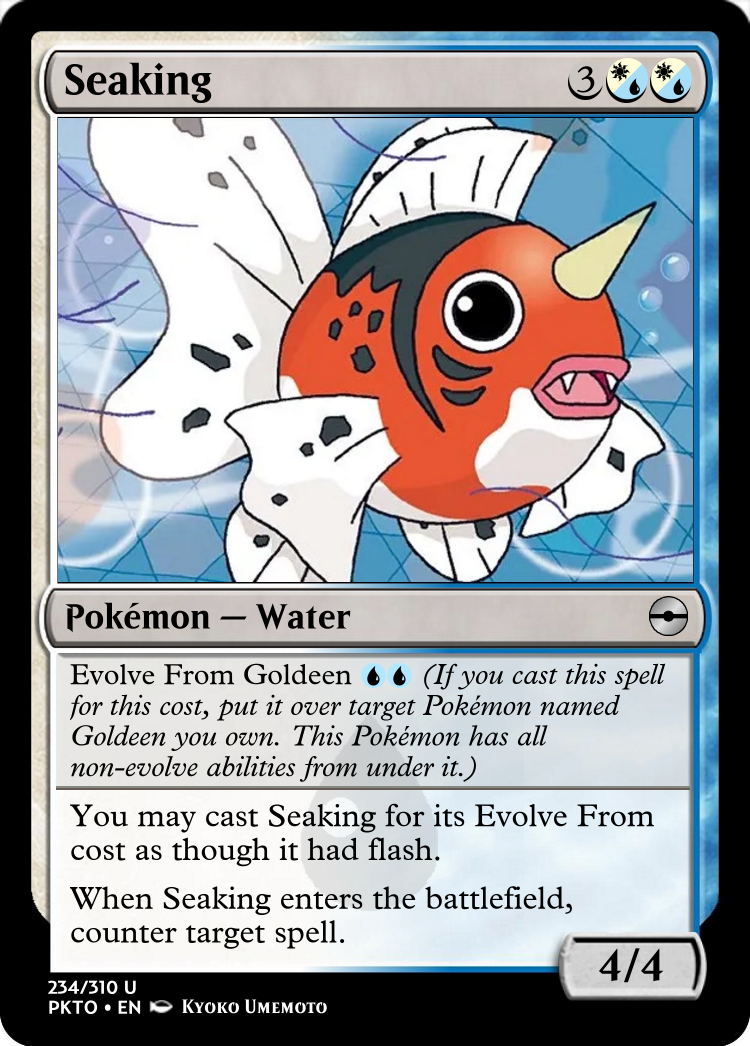 Seaking 3
Pokémon — Water
Evolve From Goldeen (If you cast this spell
for this cost, put it over target Pokémon named
Goldeen you own. This Pokémon has all
non-evolve abilities from under it.)
You may cast Seaking for its Evolve From
cost as though it had flash.
When Seaking enters the battlefield,
counter target spell.
4/4
234/310 U
PKTO • EN Kyoko Umemoto